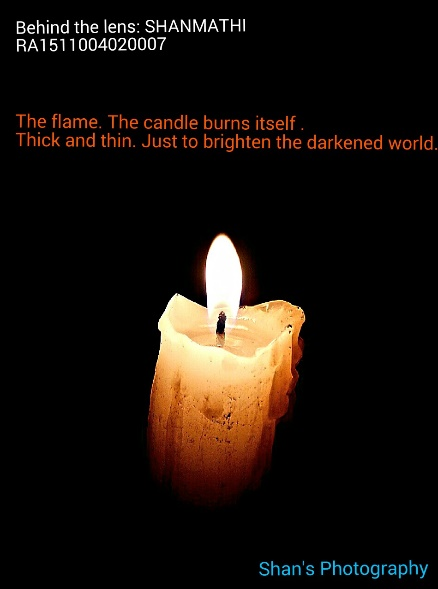 Behind the lens: SHANMATHI
RA1511004020007
The flame. The candle burns itself .
Thick and thin. Just to brighten the darkened world.
Shan's Photography